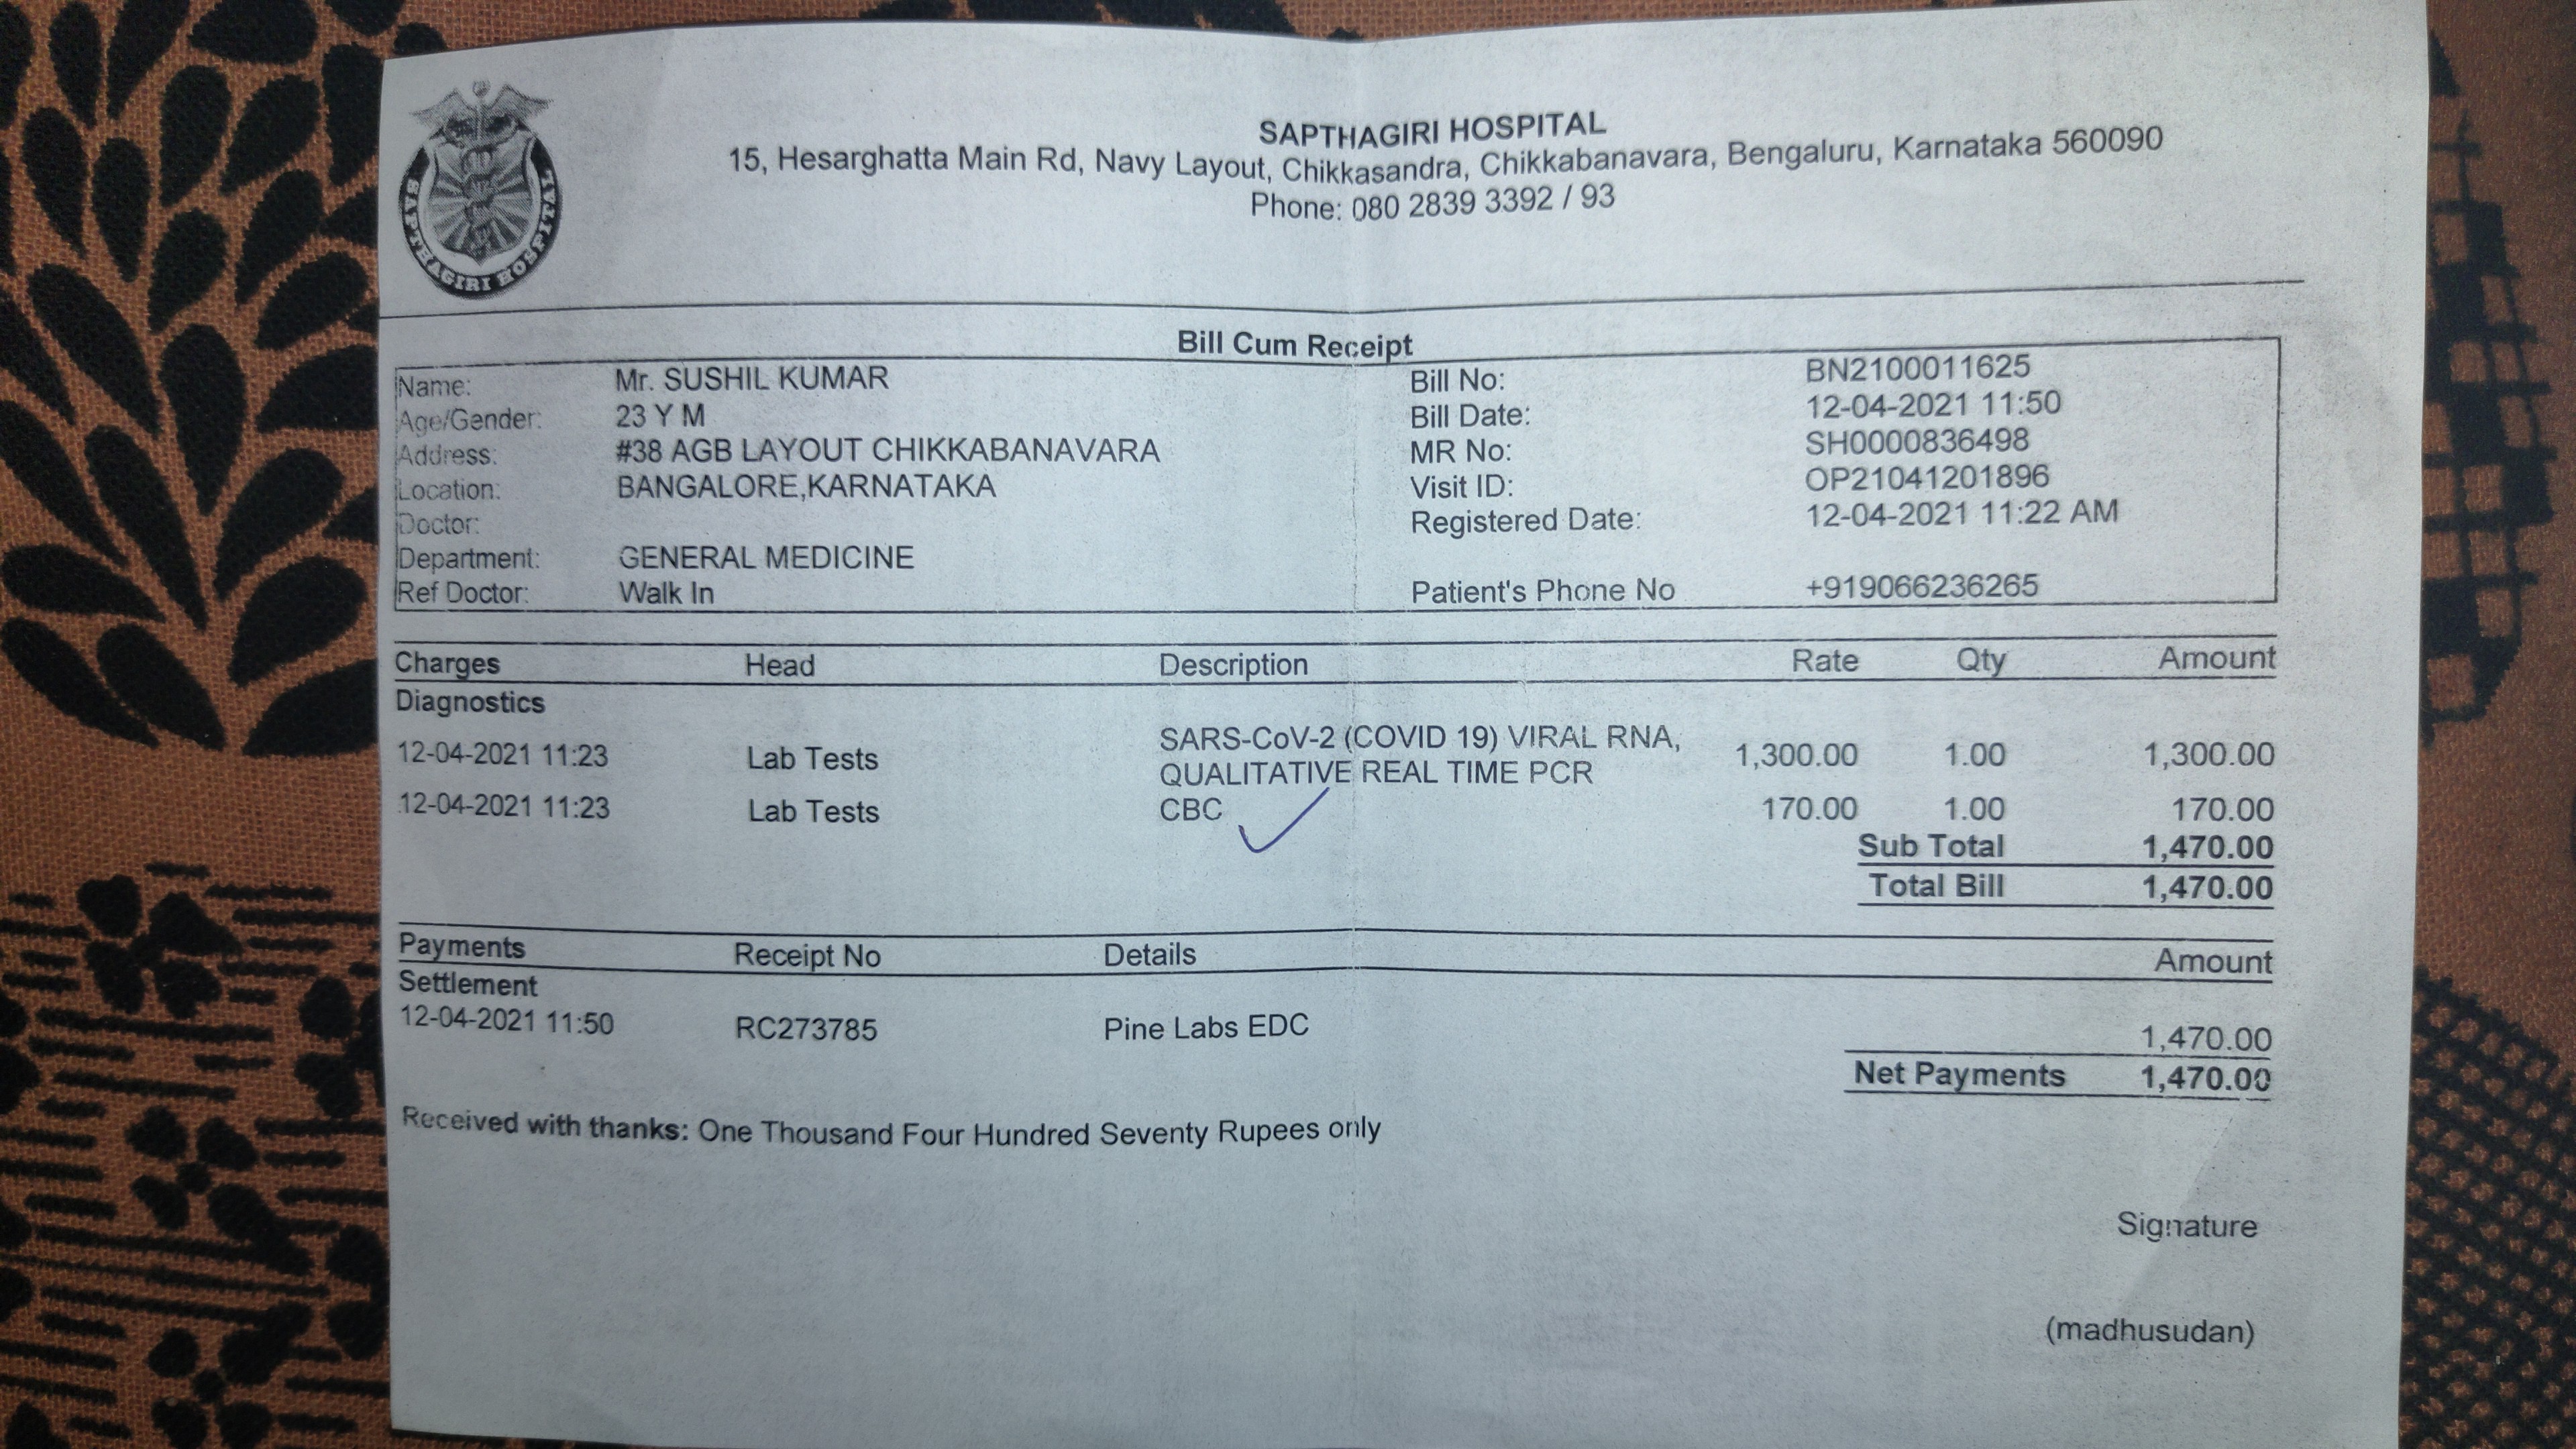 SAPTHAGIRI HOSPITAL
SAPTHAGIRI HOSPITAL
15, Hesarghatta Main Rd, Navy Layout, Chikkasandra, Chikkabanavara, Bengaluru, Karnataka 560090
Phone: 080 2839 3392 / 93
Bill Cum Receipt
Name: Mr. SUSHIL KUMAR Bill No: BN2100011625
Age/Gender: 23 Y M Bill Date: 12-04-2021 11:50
Address: #38 AGB LAYOUT CHIKKABANAVARA MR No: SH0000836498
Location: BANGALORE,KARNATAKA Visit ID: OP21041201896
Doctor: Registered Date: 12-04-2021 11:22 AM
Department: GENERAL MEDICINE
Ref Doctor: Walk In Patient's Phone No +919066236265
Charges Head Description Rate Qty Amount
Diagnostics
12-04-2021 11:23 Lab Tests SARS-CoV-2 (COVID 19) VIRAL RNA, 1,300.00 1.00 1,300.00
QUALITATIVE REAL TIME PCR
12-04-2021 11:23 Lab Tests CBC 170.00 1.00 170.00
Sub Total 1,470.00
Total Bill 1,470.00
Payments Receipt No Details Amount
Settlement
12-04-2021 11:50 RC273785 Pine Labs EDC 1,470.00
Net Payments 1,470.00
Received with thanks: One Thousand Four Hundred Seventy Rupees only
Signature
(madhusudan)